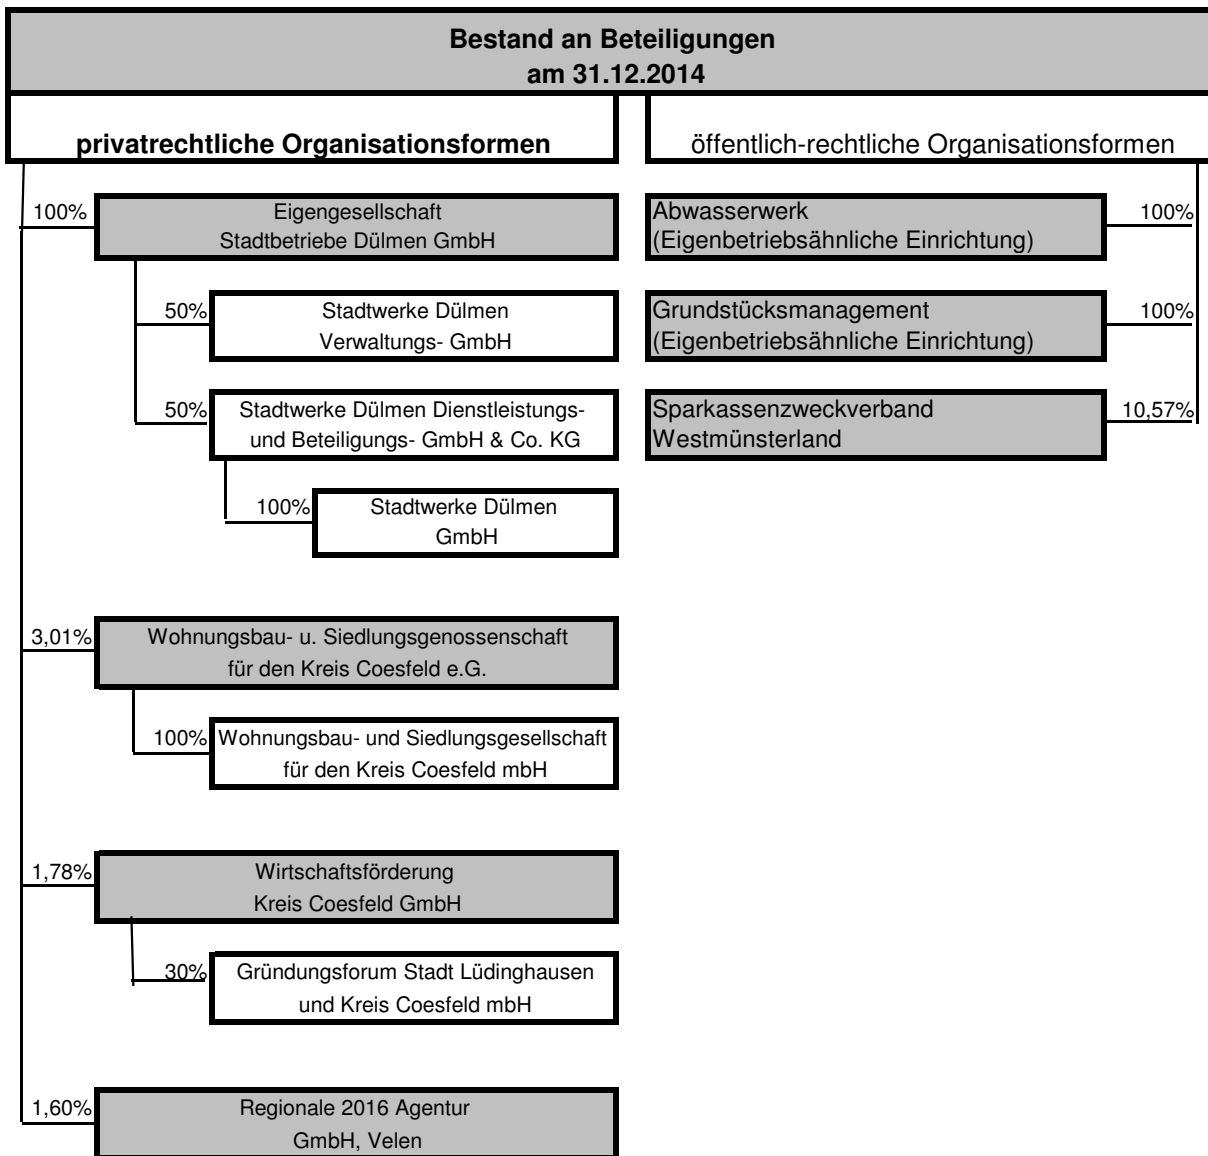 Bestand an Beteiligungen
am 31.12.2014
privatrechtliche Organisationsformen
öffentlich-rechtliche Organisationsformen
100%
Eigengesellschaft
Stadtbetriebe Dülmen GmbH
50%
Stadtwerke Dülmen
Verwaltungs- GmbH
50%
Stadtwerke Dülmen Dienstleistungs-
und Beteiligungs- GmbH & Co. KG
100%
Stadtwerke Dülmen
GmbH
3,01%
Wohnungsbau- u. Siedlungsgenossenschaft
für den Kreis Coesfeld e.G.
100%
Wohnungsbau- und Siedlungsgesellschaft
für den Kreis Coesfeld mbH
1,78%
Wirtschaftsförderung
Kreis Coesfeld GmbH
30%
Gründungsforum Stadt Lüdinghausen
und Kreis Coesfeld mbH
1,60%
Regionale 2016 Agentur
GmbH, Velen
Abwasserwerk
(Eigenbetriebsähnliche Einrichtung)
100%
Grundstücksmanagement
(Eigenbetriebsähnliche Einrichtung)
100%
Sparkassenzweckverband
Westmünsterland
10,57%